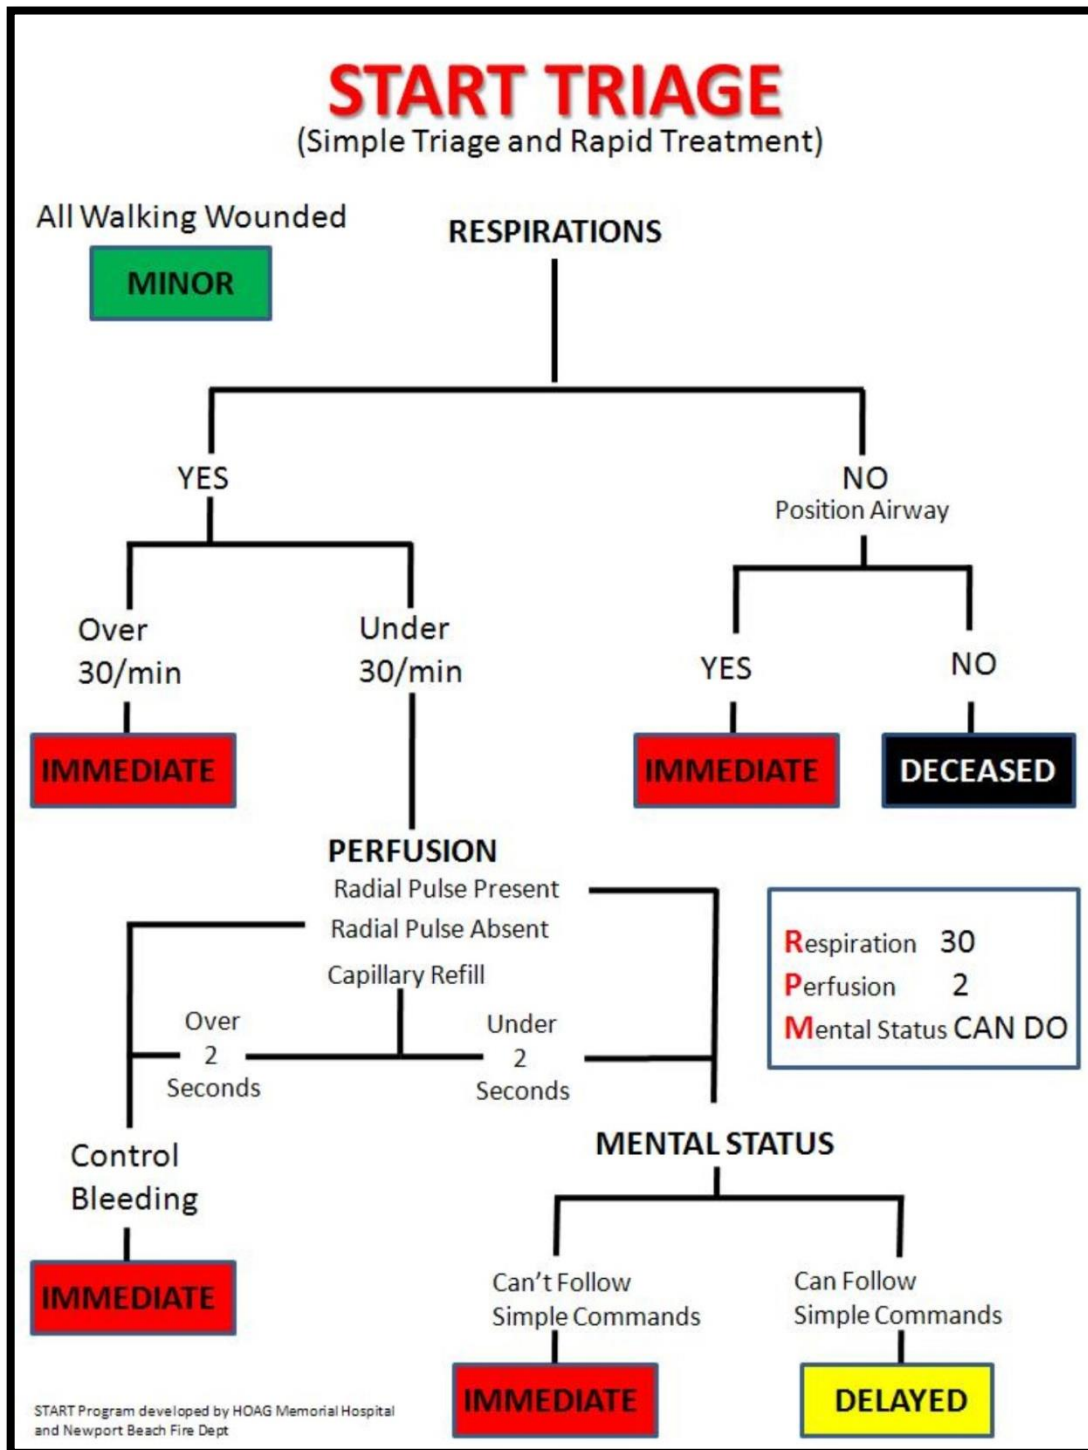 START TRIAGE
(Simple Triage and Rapid Treatment)
All Walking Wounded
MINOR
RESPIRATIONS
YES
NO
Position Airway
Over
30/min
Under
30/min
YES
NO
IMMEDIATE
IMMEDIATE
DECEASED
PERFUSION
Radial Pulse Present
Radial Pulse Absent
Capillary Refill
Over
2
Seconds
Under
2
Seconds
Respiration 30
Perfusion 2
Mental Status CAN DO
Control
Bleeding
IMMEDIATE
MENTAL STATUS
Can't Follow
Simple Commands
Can Follow
Simple Commands
IMMEDIATE
DELAYED
START Program developed by HOAG Memorial Hospital
and Newport Beach Fire Dept